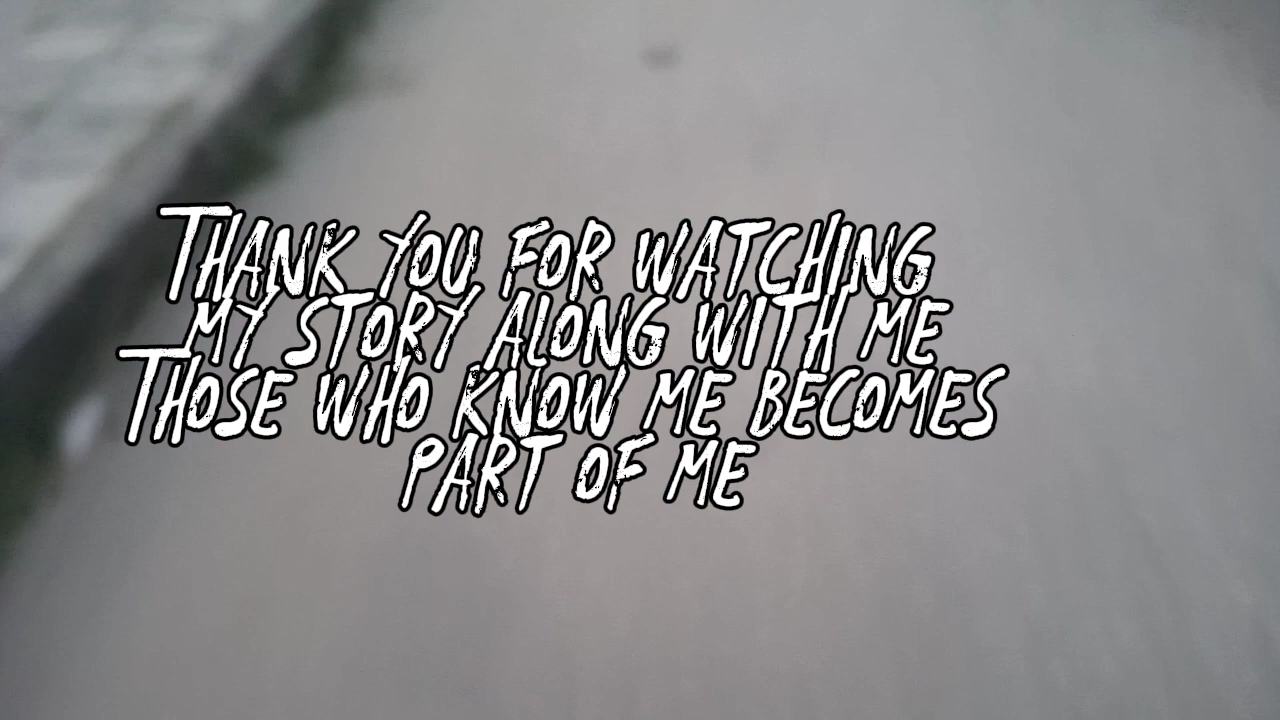 Thank you for watching
my story along with me
Those who know me becomes
part of me